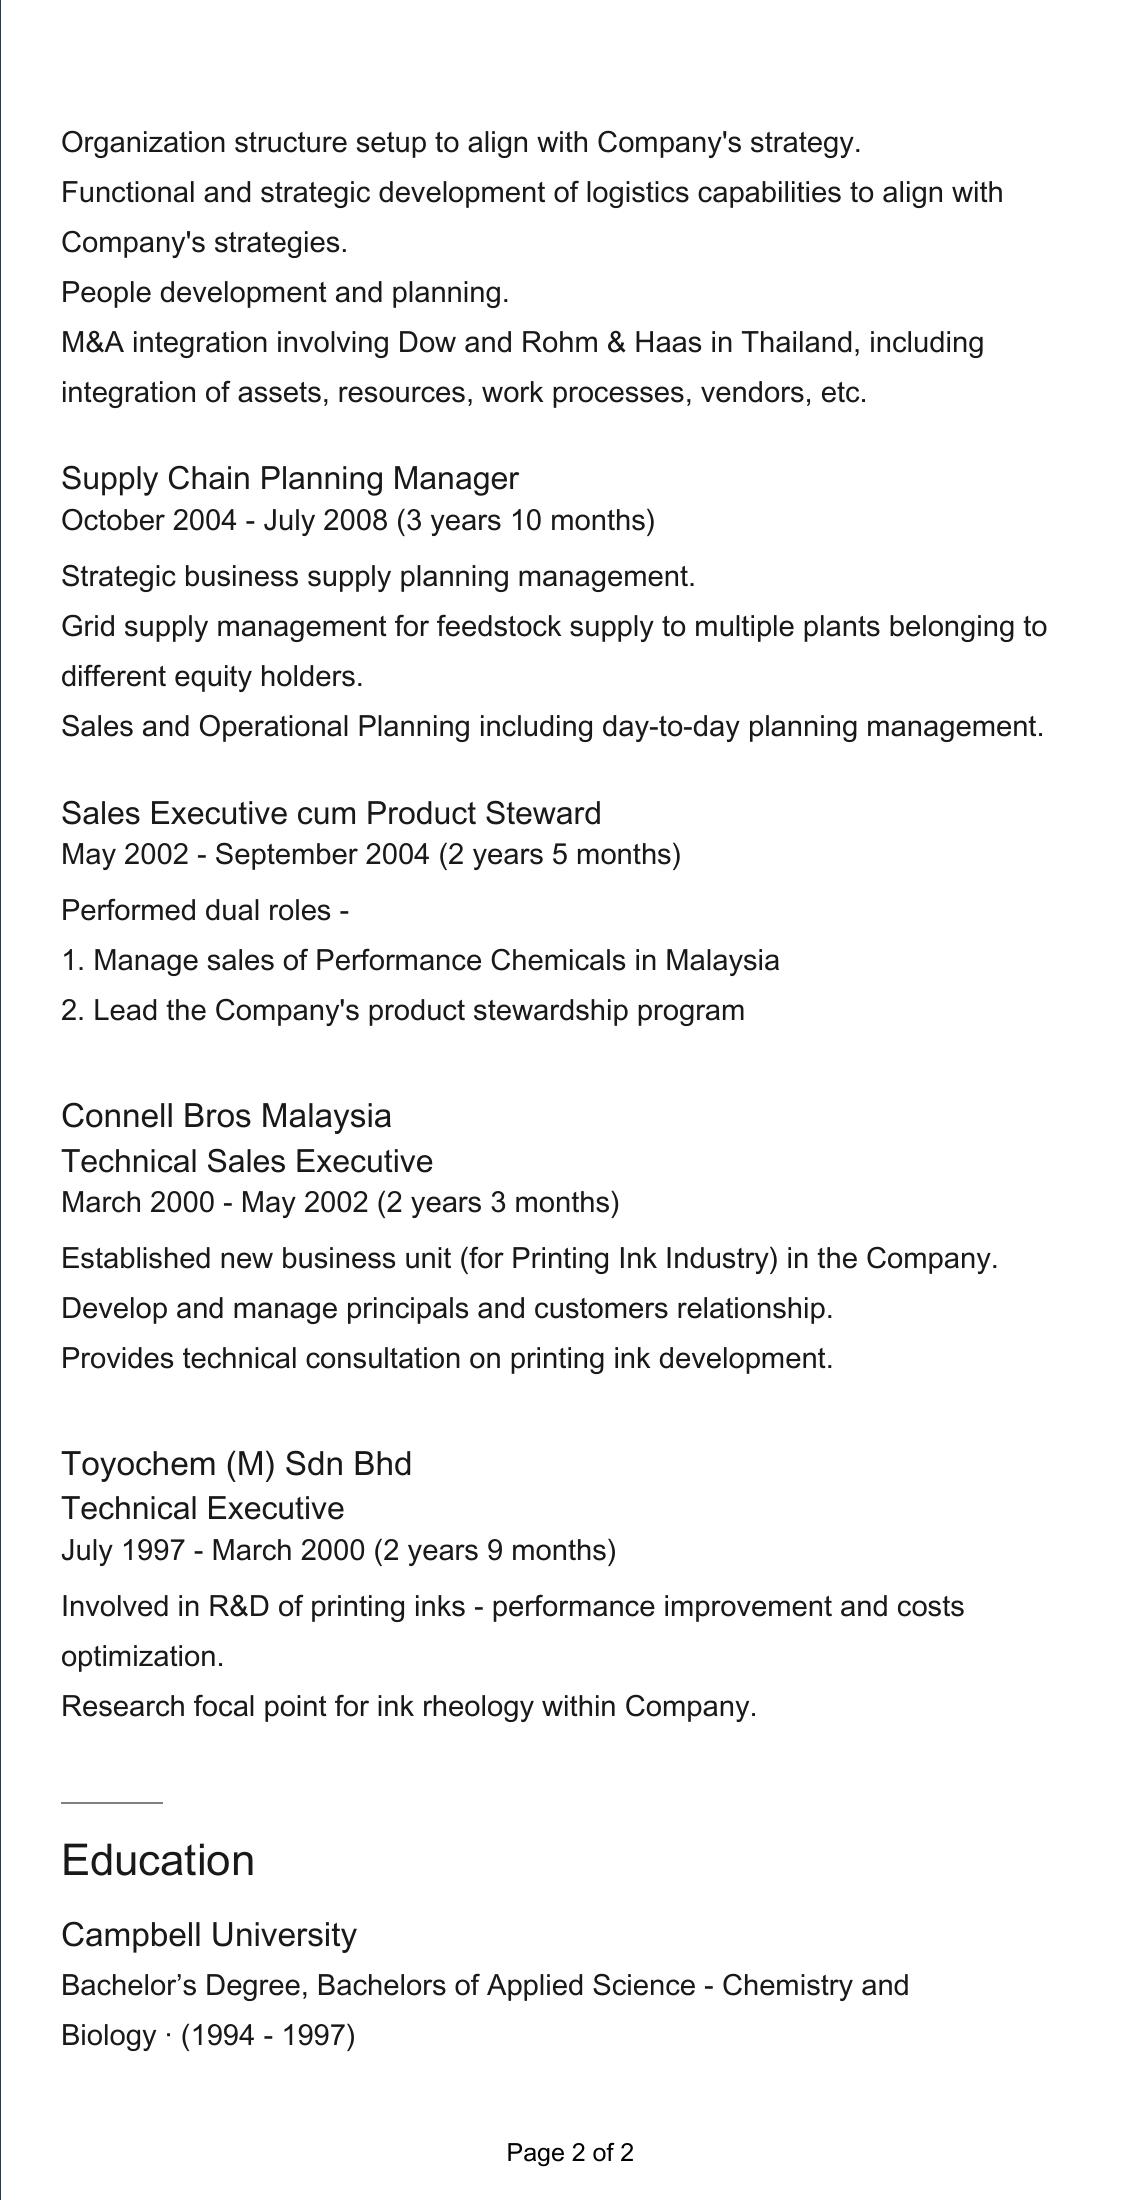 Organization structure setup to align with Company's strategy.
Functional and strategic development of logistics capabilities to align with
Company's strategies.
People development and planning.
M&A integration involving Dow and Rohm & Haas in Thailand, including
integration of assets, resources, work processes, vendors, etc.
Supply Chain Planning Manager
October 2004 - July 2008 (3 years 10 months)
Strategic business supply planning management.
Grid supply management for feedstock supply to multiple plants belonging to
different equity holders.
Sales and Operational Planning including day-to-day planning management.
Sales Executive cum Product Steward
May 2002 - September 2004 (2 years 5 months)
Performed dual roles -
1. Manage sales of Performance Chemicals in Malaysia
2. Lead the Company's product stewardship program
Connell Bros Malaysia
Technical Sales Executive
March 2000 - May 2002 (2 years 3 months)
Established new business unit (for Printing Ink Industry) in the Company.
Develop and manage principals and customers relationship.
Provides technical consultation on printing ink development.
Toyochem (M) Sdn Bhd
Technical Executive
July 1997 - March 2000 (2 years 9 months)
Involved in R&D of printing inks - performance improvement and costs
optimization.
Research focal point for ink rheology within Company.
Education
Campbell University
Bachelor’s Degree, Bachelors of Applied Science - Chemistry and
Biology · (1994 - 1997)
Page 2 of 2